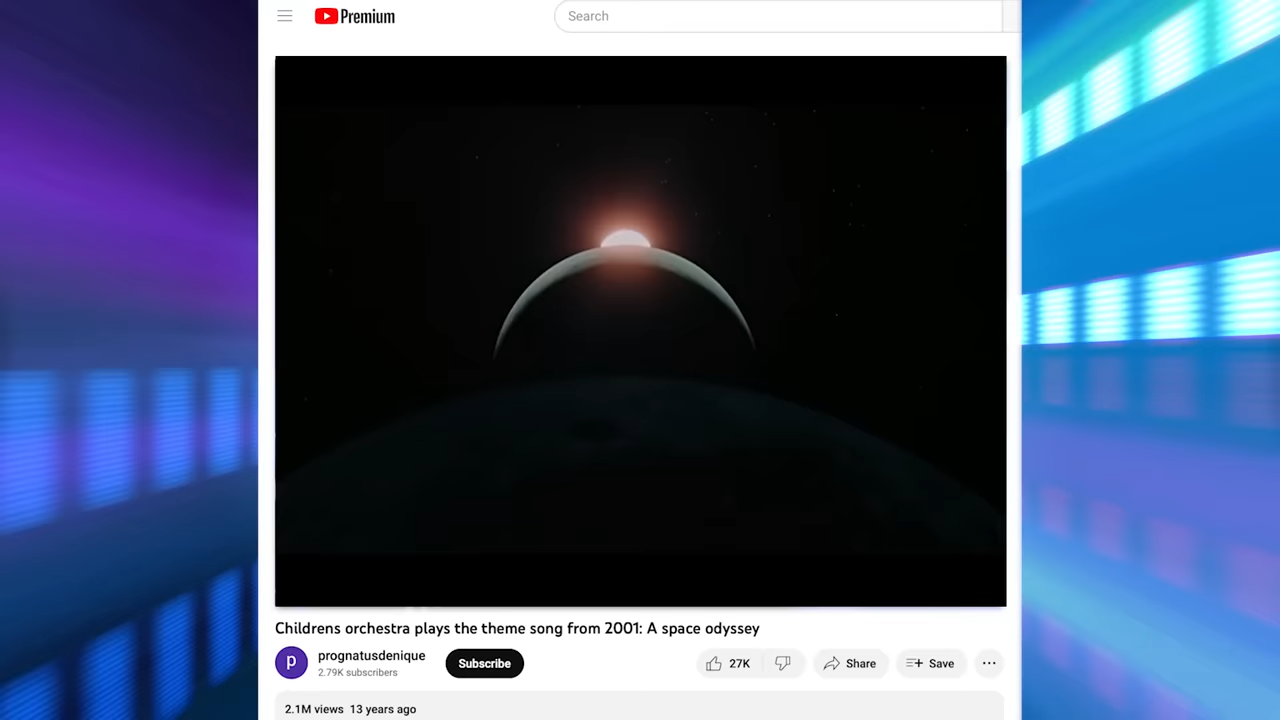 Premium
Search
Childrens orchestra plays the theme song from 2001: A space odyssey
p
prognatusdenique
2.79K subscribers
Subscribe
27K
Share
Save
2.1M views 13 years ago